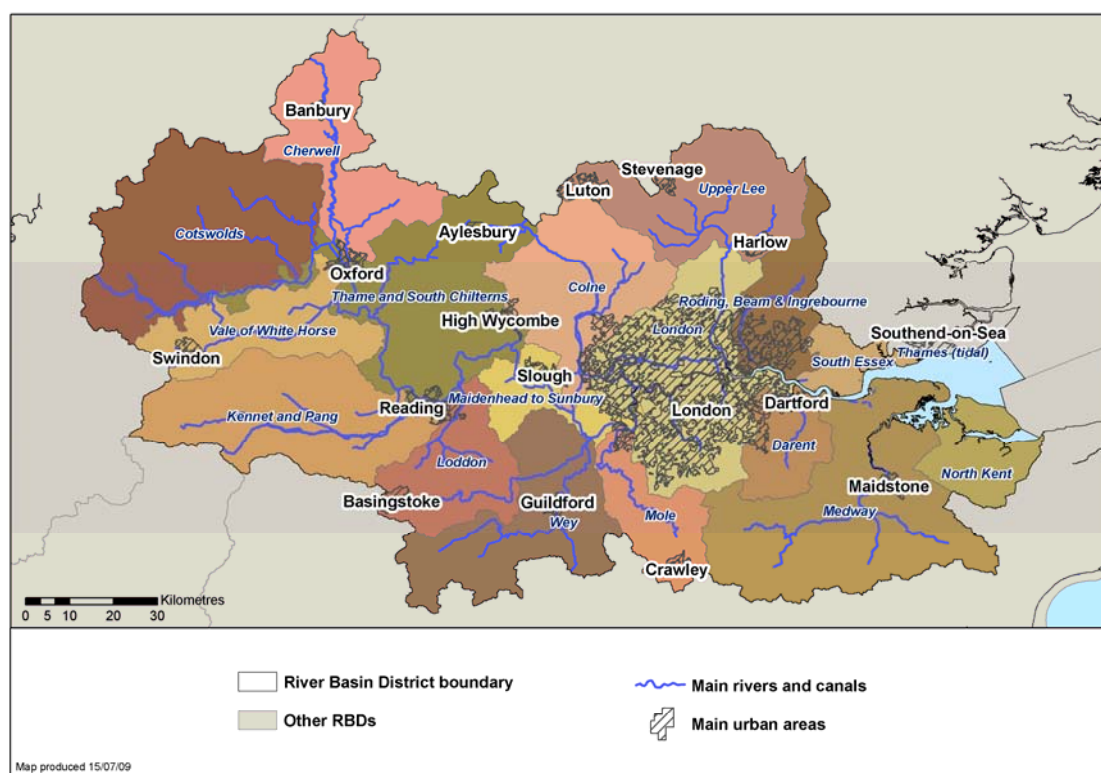 Banbury
Cherwell
Stevenage
Luton
Upper Lee
Cotswolds
Aylesbury
Harlow
Oxford
Thame and South Chilterns
Colne
Roding, Beam & Ingrebourne
High Wycombe
London
Vale of White Horse
Southend-on-Sea
Thames (tidal)
Swindon
South Essex
Slough
Maidenhead to Sunbury
Reading
London
Dartford
Kennet and Pang
Darent
Loddon
North Kent
Maidstone
Basingstoke
Guildford
Wey
Mole
Medway
Crawley
Kilometres
0 5 10 20 30
River Basin District boundary
Main rivers and canals
Other RBDs
Main urban areas
Map produced 15/07/09